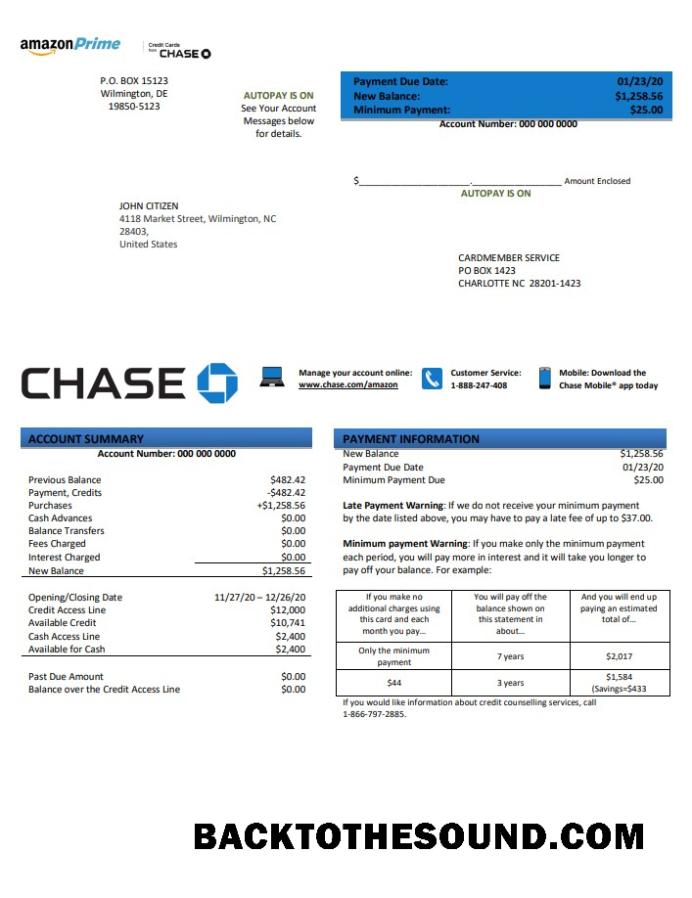 amazonPrime
Credit Cards
from CHASE
P.O. BOX 15123
Wilmington, DE
19850-5123
AUTOPAY IS ON
See Your Account
Messages below
for details.
Payment Due Date: 01/23/20
New Balance: $1,258.56
Minimum Payment: $25.00
Account Number: 000 000 0000
$______________________.__________________ Amount Enclosed
AUTOPAY IS ON
JOHN CITIZEN
4118 Market Street, Wilmington, NC
28403,
United States
CARDMEMBER SERVICE
PO BOX 1423
CHARLOTTE NC 28201-1423
CHASE
Manage your account online:
www.chase.com/amazon
Customer Service:
1-888-247-408
Mobile: Download the
Chase Mobile® app today
ACCOUNT SUMMARY
Account Number: 000 000 0000
Previous Balance $482.42
Payment, Credits -$482.42
Purchases +$1,258.56
Cash Advances $0.00
Balance Transfers $0.00
Fees Charged $0.00
Interest Charged $0.00
New Balance $1,258.56
Opening/Closing Date 11/27/20 – 12/26/20
Credit Access Line $12,000
Available Credit $10,741
Cash Access Line $2,400
Available for Cash $2,400
Past Due Amount $0.00
Balance over the Credit Access Line $0.00
PAYMENT INFORMATION
New Balance $1,258.56
Payment Due Date 01/23/20
Minimum Payment Due $25.00
Late Payment Warning: If we do not receive your minimum payment
by the date listed above, you may have to pay a late fee of up to $37.00.
Minimum payment Warning: If you make only the minimum payment
each period, you will pay more in interest and it will take you longer to
pay off your balance. For example:
If you make no
additional charges using
this card and each
month you pay…
You will pay off the
balance shown on
this statement in
about…
And you will end up
paying an estimated
total of…
Only the minimum
payment
7 years
$2,017
$44
3 years
$1,584
(Savings=$433
If you would like information about credit counselling services, call
1-866-797-2885.
BACKTOTHESOUND.COM